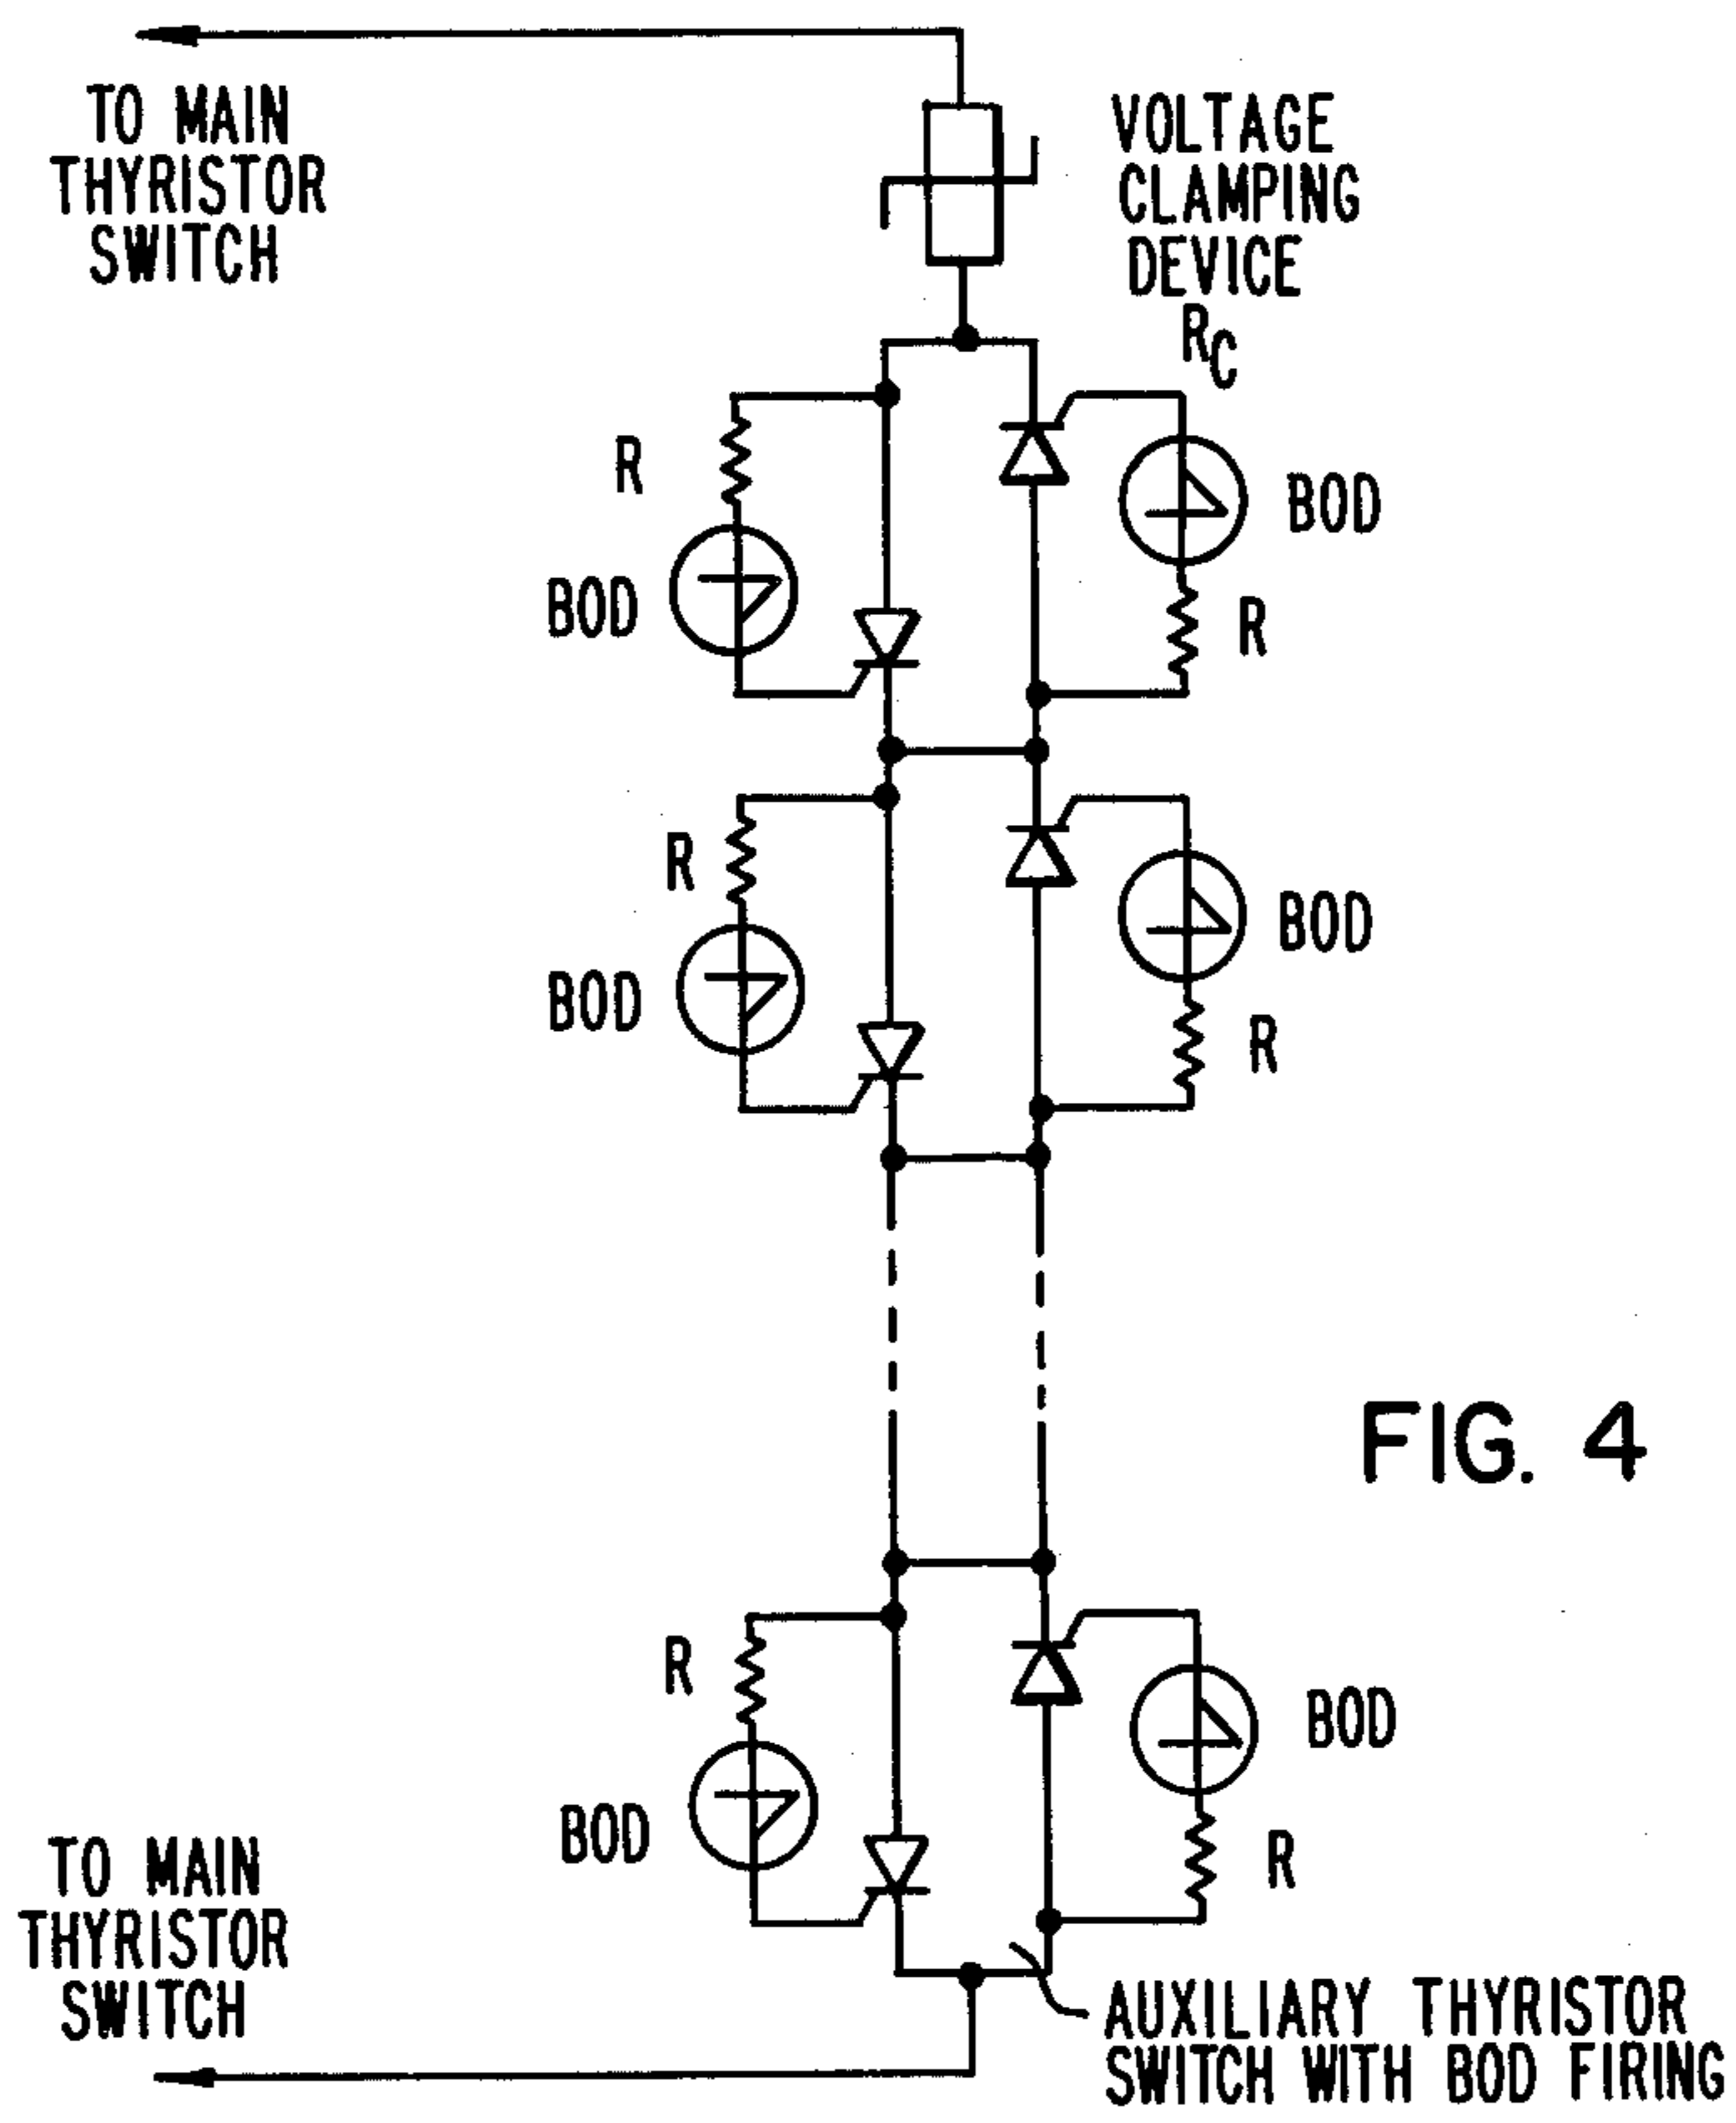 TO MAIN
THYRISTOR
SWITCH
VOLTAGE
CLAMPING
DEVICE
RC
R
BOD
BOD
R
R
BOD
BOD
R
FIG. 4
R
BOD
BOD
R
TO MAIN
THYRISTOR
SWITCH
AUXILIARY THYRISTOR
SWITCH WITH BOD FIRING